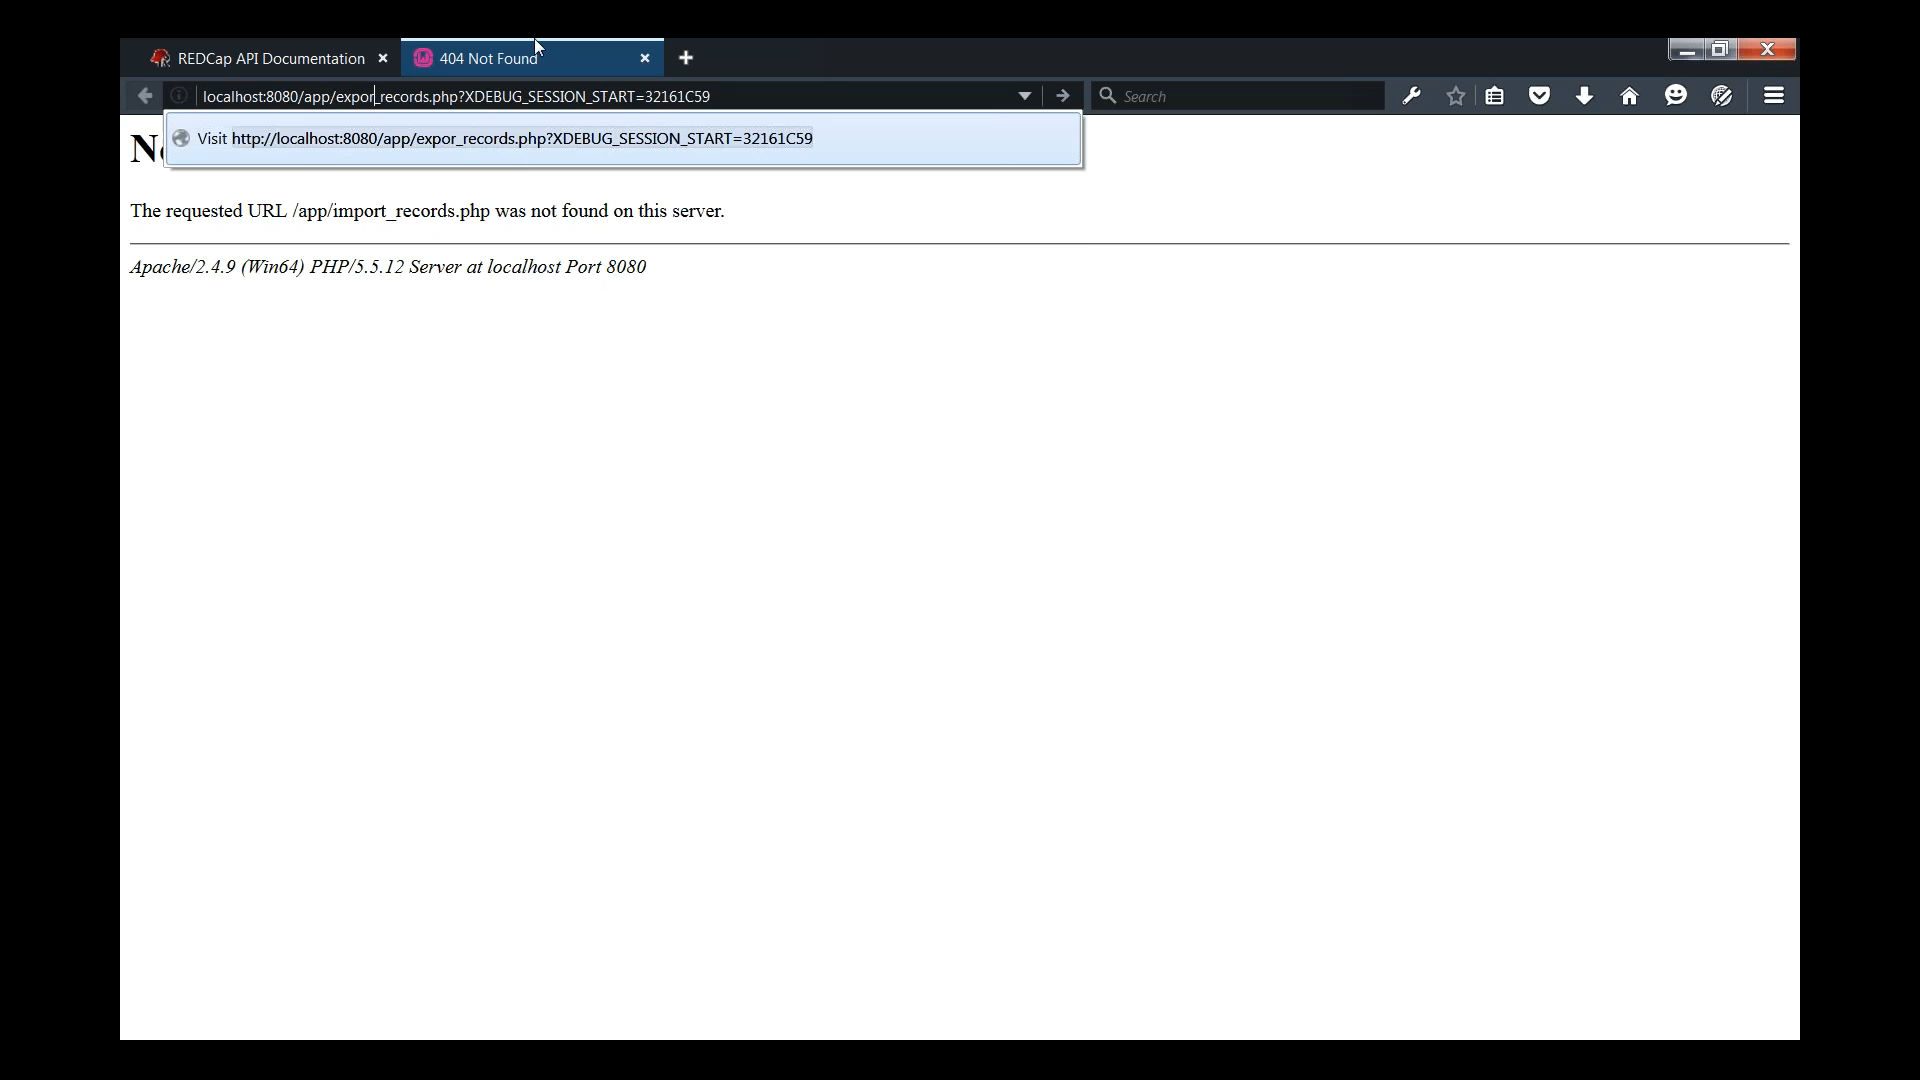 REDCap API Documentation
404 Not Found
localhost:8080/app/expor_records.php?XDEBUG_SESSION_START=32161C59
Search
Visit http://localhost:8080/app/expor_records.php?XDEBUG_SESSION_START=32161C59
The requested URL /app/import_records.php was not found on this server.
Apache/2.4.9 (Win64) PHP/5.5.12 Server at localhost Port 8080